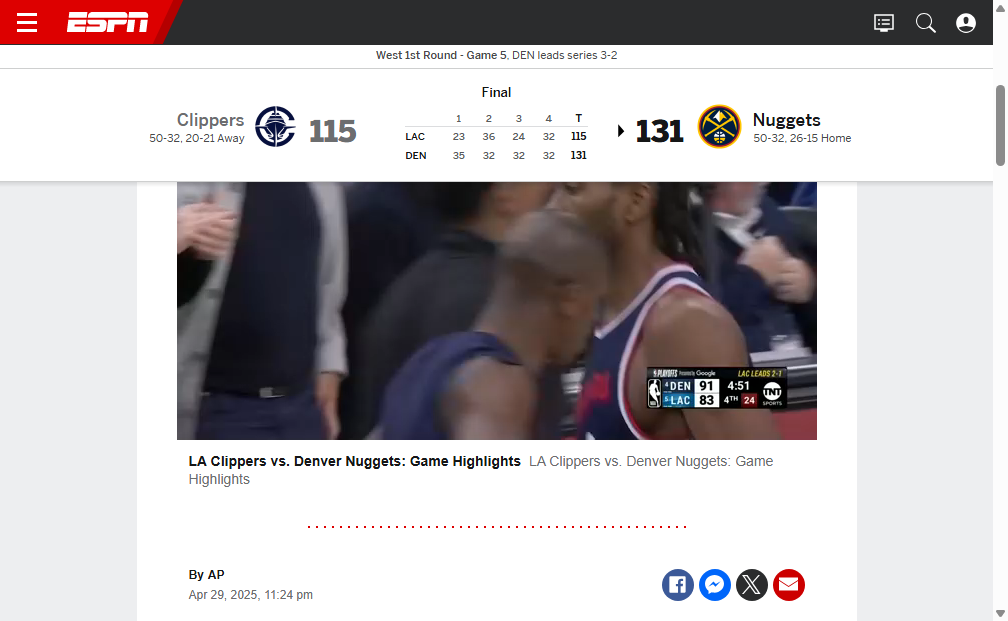 ESPN
West 1st Round - Game 5, DEN leads series 3-2
Final
Clippers
50-32, 20-21 Away
115
1 2 3 4 T
LAC 23 36 24 32 115
DEN 35 32 32 32 131
131
Nuggets
50-32, 26-15 Home
PLAYOFFS Presented by Google LAC LEADS 2-1
4 DEN 91 4:51
5 LAC 83 4TH 24
TNT
SPORTS
LA Clippers vs. Denver Nuggets: Game Highlights LA Clippers vs. Denver Nuggets: Game
Highlights
By AP
Apr 29, 2025, 11:24 pm